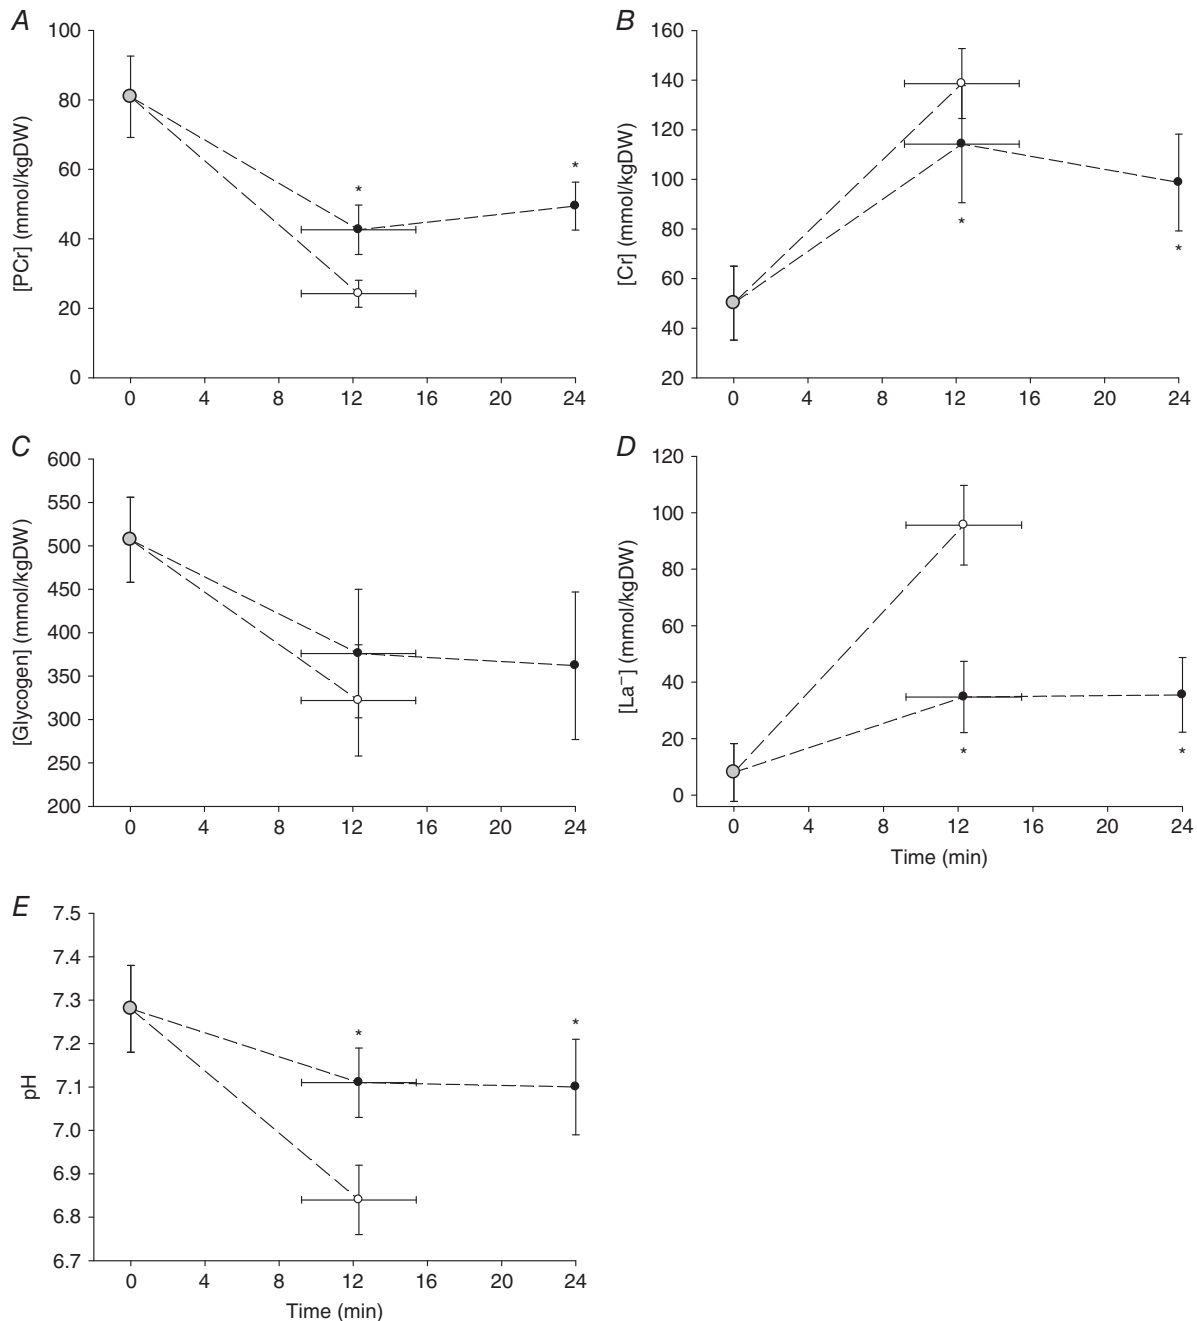 A
[PCr] (mmol/kgDW)
100
80
60
40
20
0
0 4 8 12 16 20 24
* *
B
[Cr] (mmol/kgDW)
160
140
120
100
80
60
40
20
0 4 8 12 16 20 24
* *
C
[Glycogen] (mmol/kgDW)
600
550
500
450
400
350
300
250
200
0 4 8 12 16 20 24
D
[La⁻] (mmol/kgDW)
120
100
80
60
40
20
0
0 4 8 12 16 20 24
* *
Time (min)
E
pH
7.5
7.4
7.3
7.2
7.1
7.0
6.9
6.8
6.7
0 4 8 12 16 20 24
* *
Time (min)